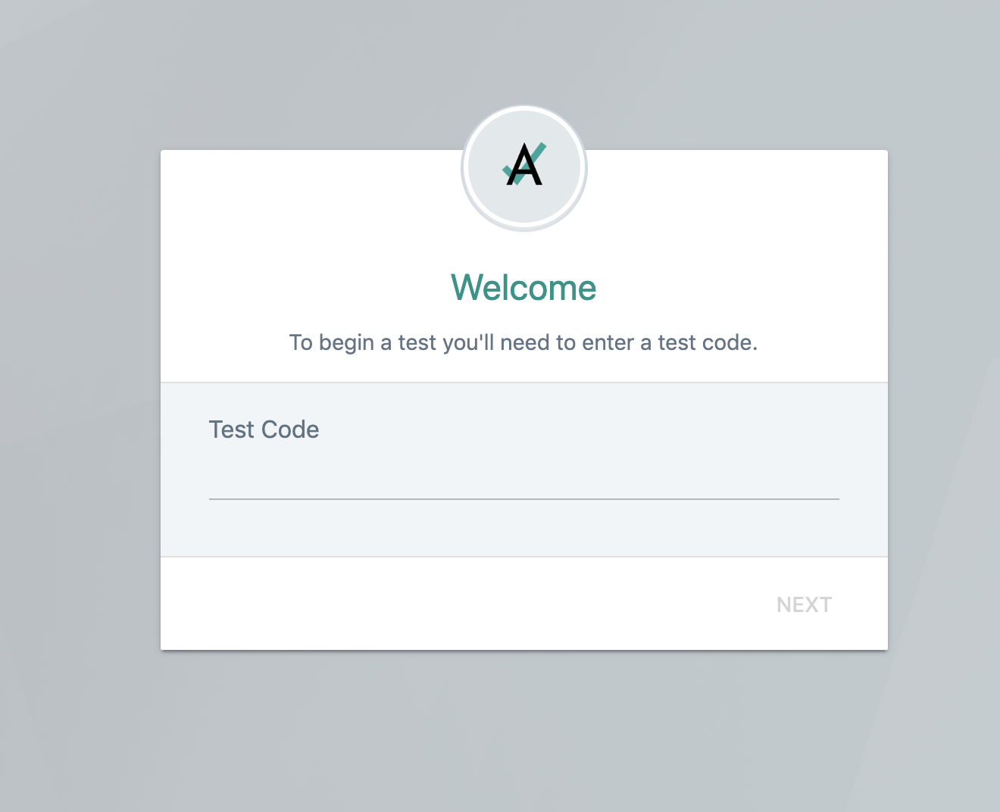 Welcome
To begin a test you'll need to enter a test code.
Test Code
NEXT